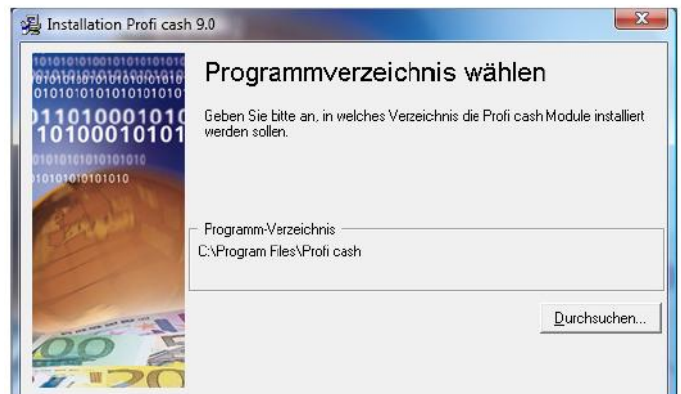 Installation Profi cash 9.0
Programmverzeichnis wählen
Geben Sie bitte an, in welches Verzeichnis die Profi cash Module installiert
werden sollen.
Programm-Verzeichnis
C:\Program Files\Profi cash
Durchsuchen...